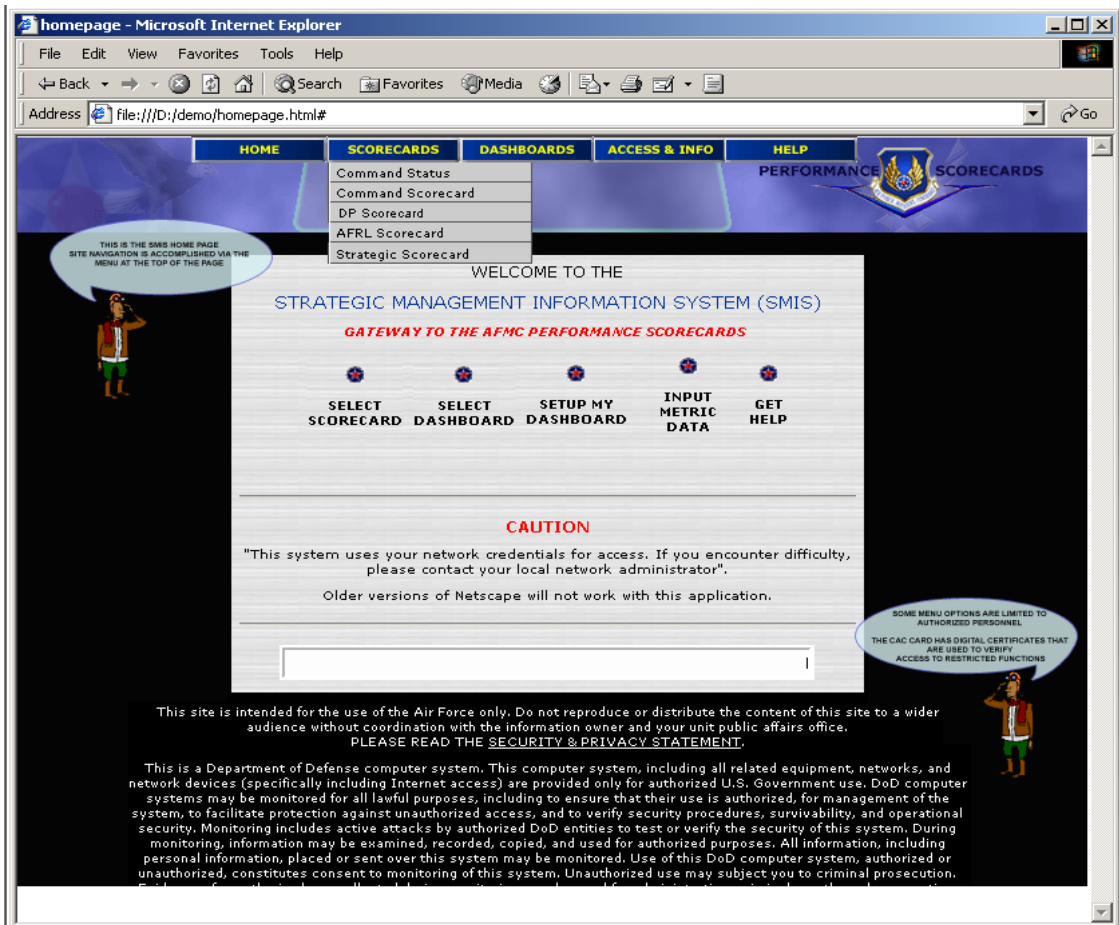 homepage - Microsoft Internet Explorer
File Edit View Favorites Tools Help
Back Search Favorites Media
Address file:///D:/demo/homepage.html# Go
HOME SCORECARDS DASHBOARDS ACCESS & INFO HELP
Command Status
Command Scorecard
DP Scorecard
AFRL Scorecard
Strategic Scorecard
PERFORMANCE SCORECARDS
THIS IS THE SMIS HOME PAGE
SITE NAVIGATION IS ACCOMPLISHED VIA THE
MENU AT THE TOP OF THE PAGE
WELCOME TO THE
STRATEGIC MANAGEMENT INFORMATION SYSTEM (SMIS)
GATEWAY TO THE AFMC PERFORMANCE SCORECARDS
SELECT
SCORECARD
SELECT
DASHBOARD
SETUP MY
DASHBOARD
INPUT
METRIC
DATA
GET
HELP
CAUTION
"This system uses your network credentials for access. If you encounter difficulty,
please contact your local network administrator".
Older versions of Netscape will not work with this application.
SOME MENU OPTIONS ARE LIMITED TO
AUTHORIZED PERSONNEL
THE CAC CARD HAS DIGITAL CERTIFICATES THAT
ARE USED TO VERIFY
ACCESS TO RESTRICTED FUNCTIONS
This site is intended for the use of the Air Force only. Do not reproduce or distribute the content of this site to a wider
audience without coordination with the information owner and your unit public affairs office.
PLEASE READ THE SECURITY & PRIVACY STATEMENT.
This is a Department of Defense computer system. This computer system, including all related equipment, networks, and
network devices (specifically including Internet access) are provided only for authorized U.S. Government use. DoD computer
systems may be monitored for all lawful purposes, including to ensure that their use is authorized, for management of the
system, to facilitate protection against unauthorized access, and to verify security procedures, survivability, and operational
security. Monitoring includes active attacks by authorized DoD entities to test or verify the security of this system. During
monitoring, information may be examined, recorded, copied, and used for authorized purposes. All information, including
personal information, placed or sent over this system may be monitored. Use of this DoD computer system, authorized or
unauthorized, constitutes consent to monitoring of this system. Unauthorized use may subject you to criminal prosecution.